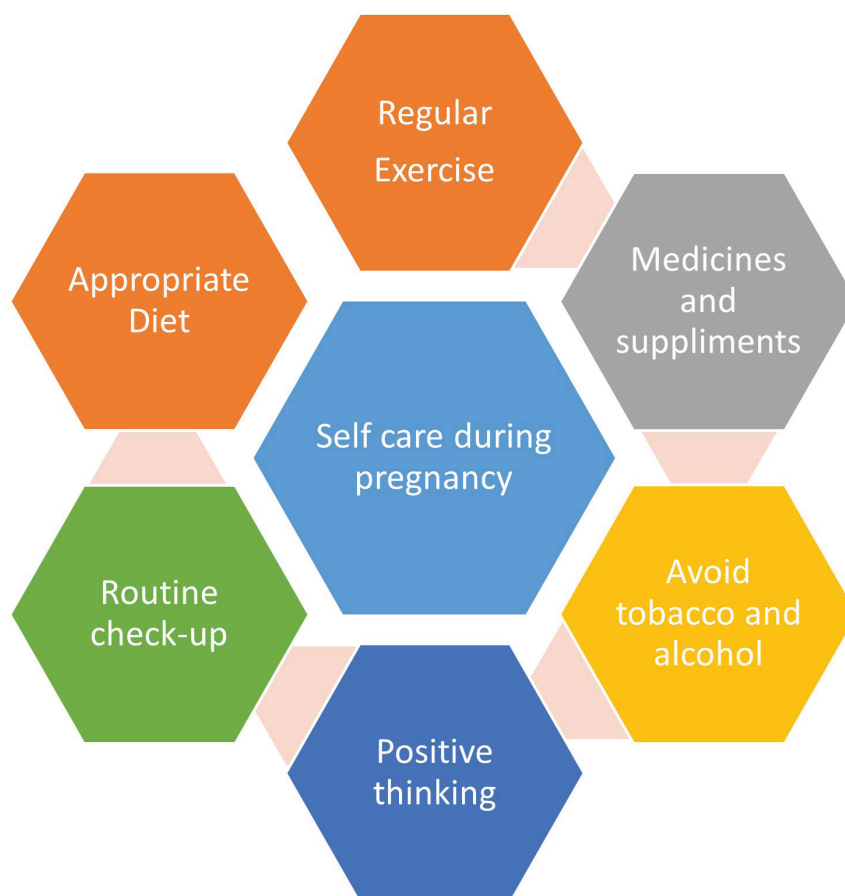 Regular
Exercise
Appropriate
Diet
Medicines
and
suppliments
Self care during
pregnancy
Routine
check-up
Avoid
tobacco and
alcohol
Positive
thinking